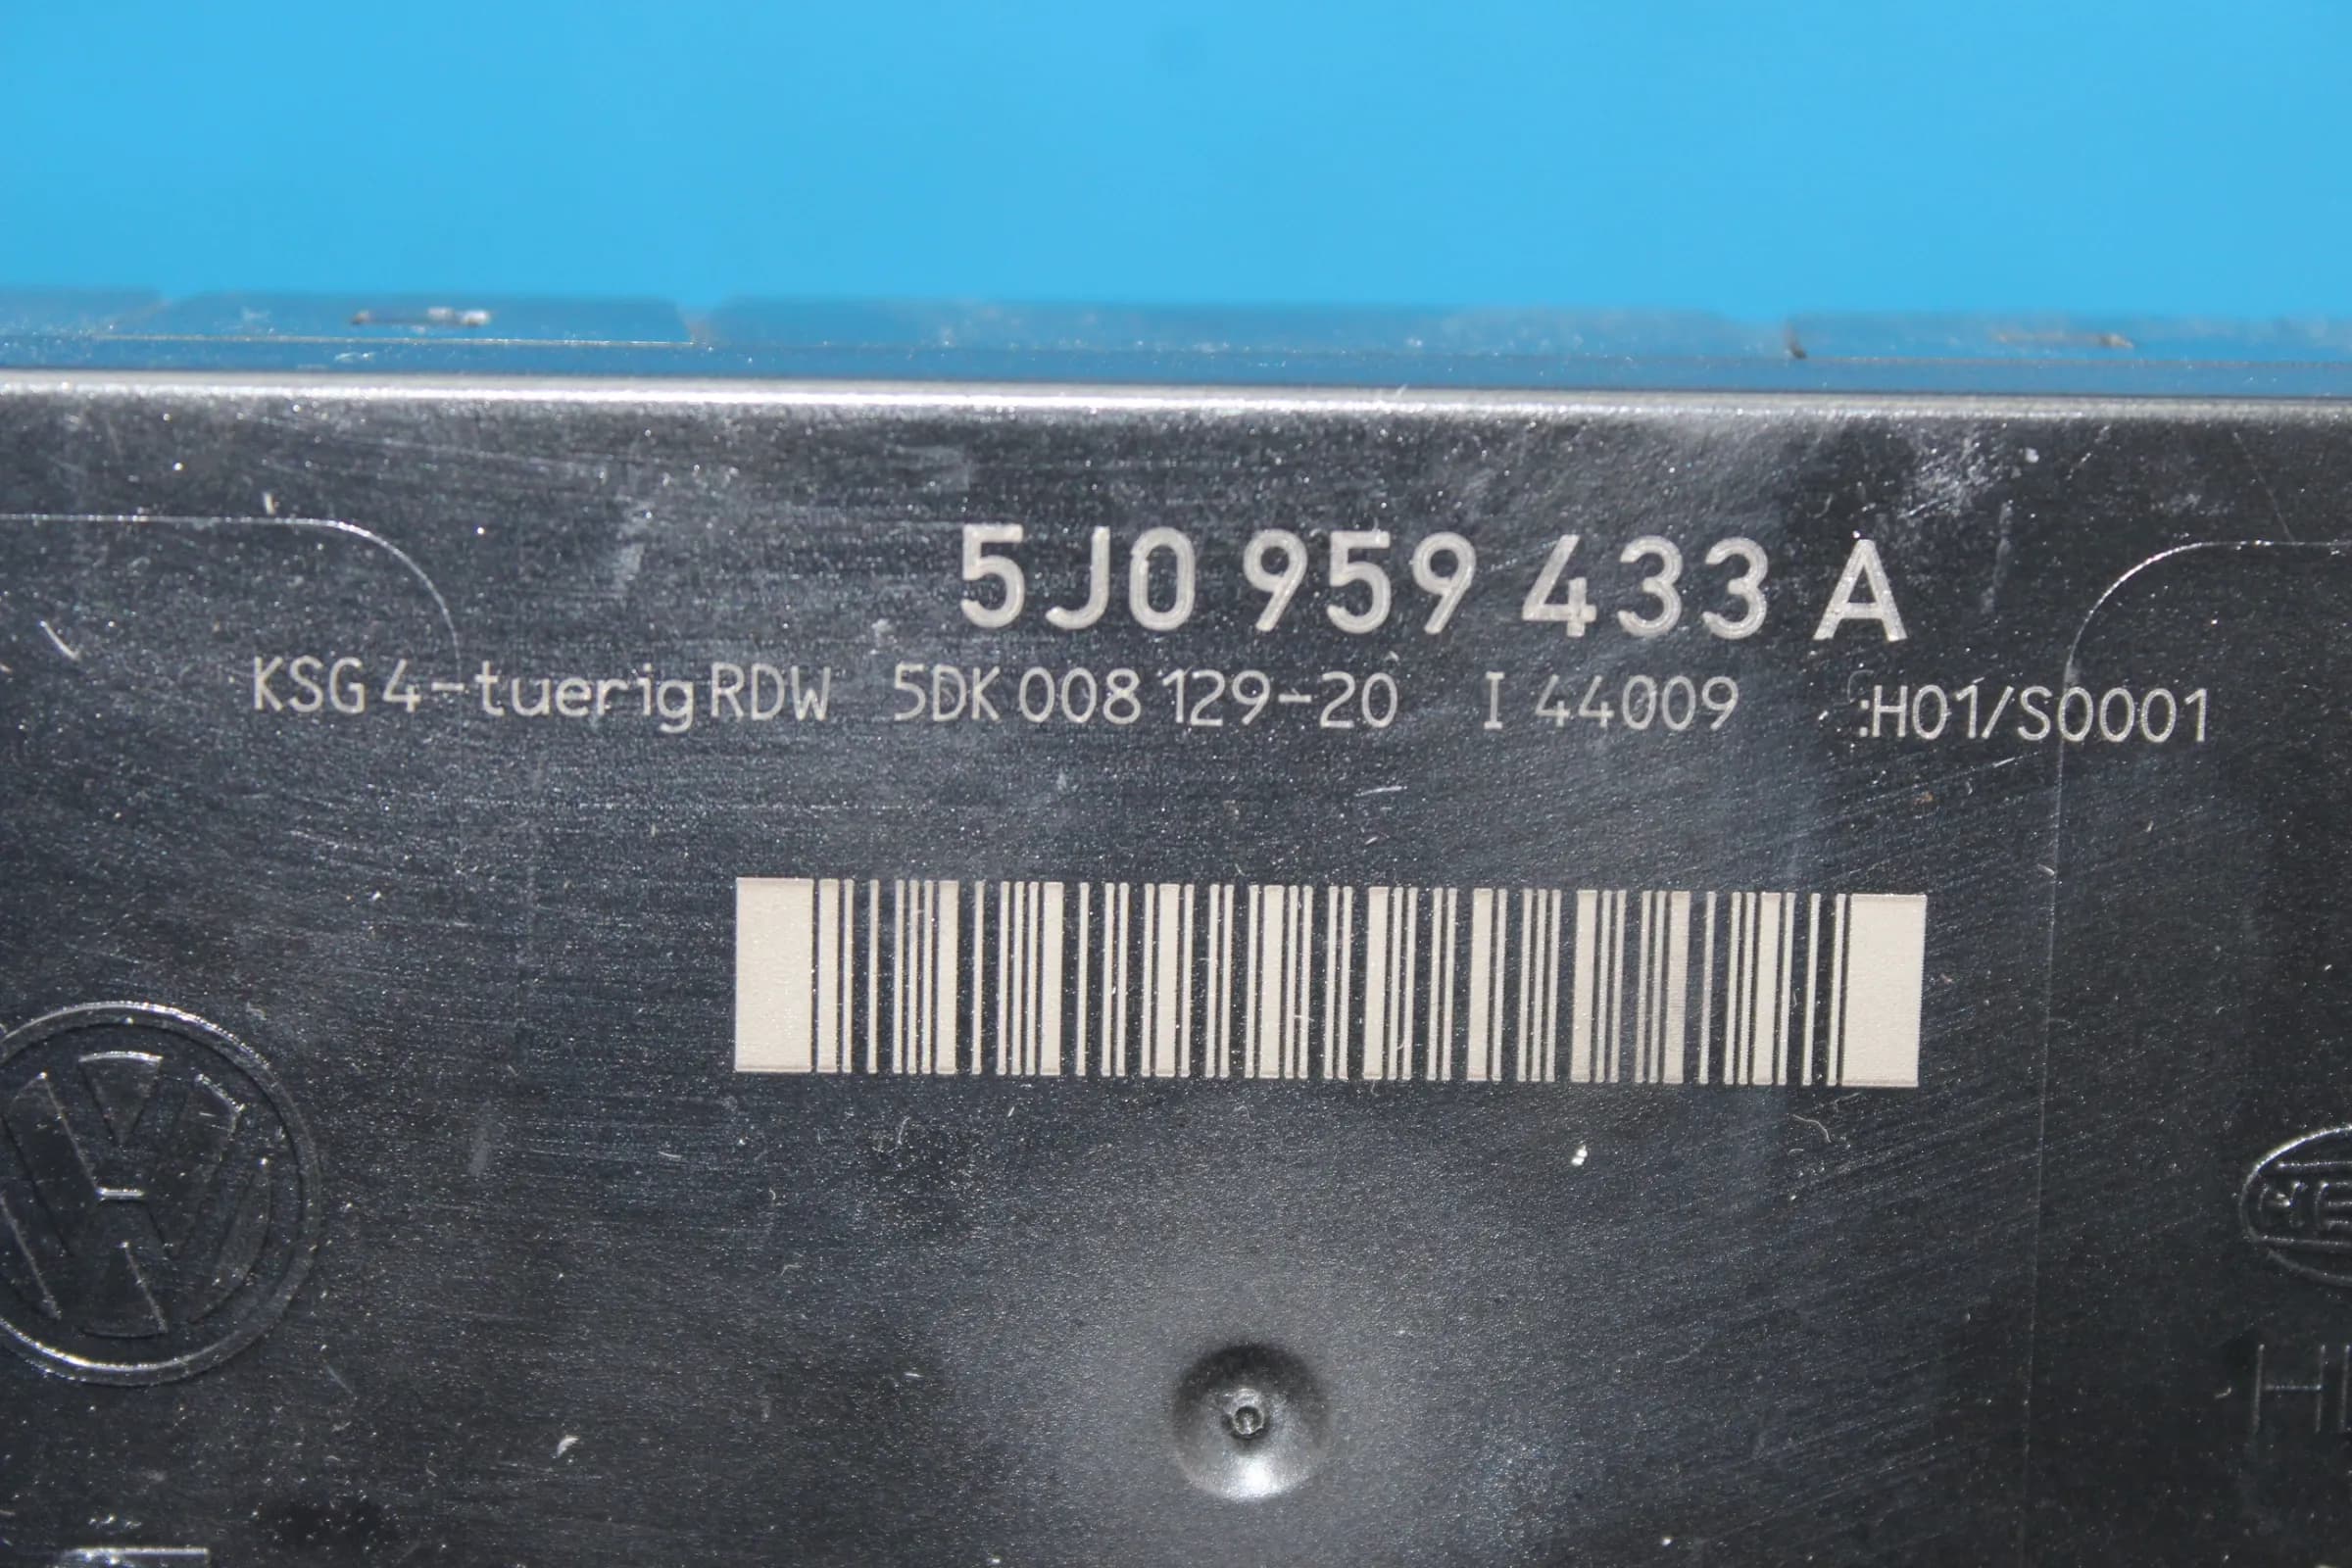 5J0 959 433 A
KSG 4-tuerig RDW 5DK 008 129-20 I 44009 :H01/S0001